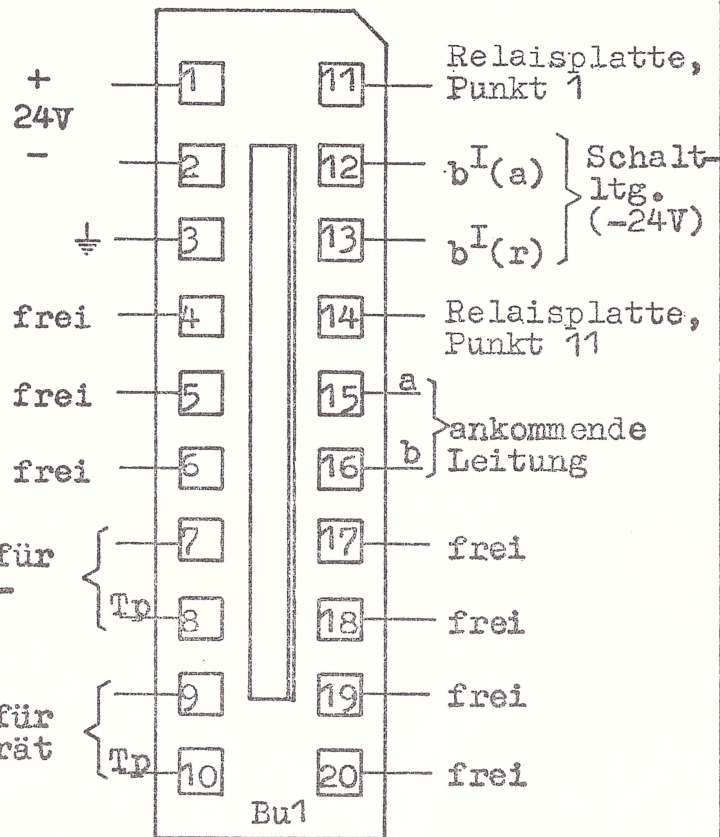 +
24V
–
frei
frei
frei
für
–
Tp
für
rät
Tp
1
2
3
4
5
6
7
8
9
10
11
12
13
14
15
16
17
18
19
20
Bu1
Relaisplatte,
Punkt 1
bI(a)
bI(r)
Schalt-
ltg.
(-24V)
Relaisplatte,
Punkt 11
a
b
ankommende
Leitung
frei
frei
frei
frei